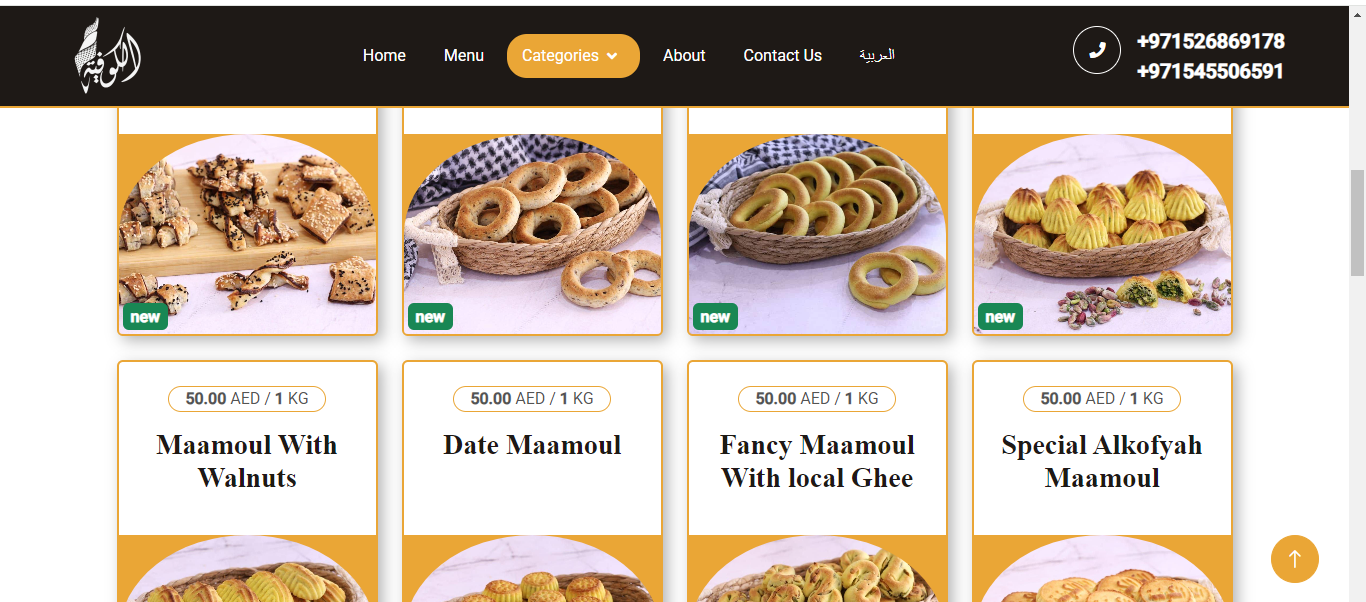 الكوفية
Home
Menu
Categories
About
Contact Us
العربية
+971526869178
+971545506591
new
new
new
new
50.00 AED / 1 KG
Maamoul With
Walnuts
50.00 AED / 1 KG
Date Maamoul
50.00 AED / 1 KG
Fancy Maamoul
With local Ghee
50.00 AED / 1 KG
Special Alkofyah
Maamoul